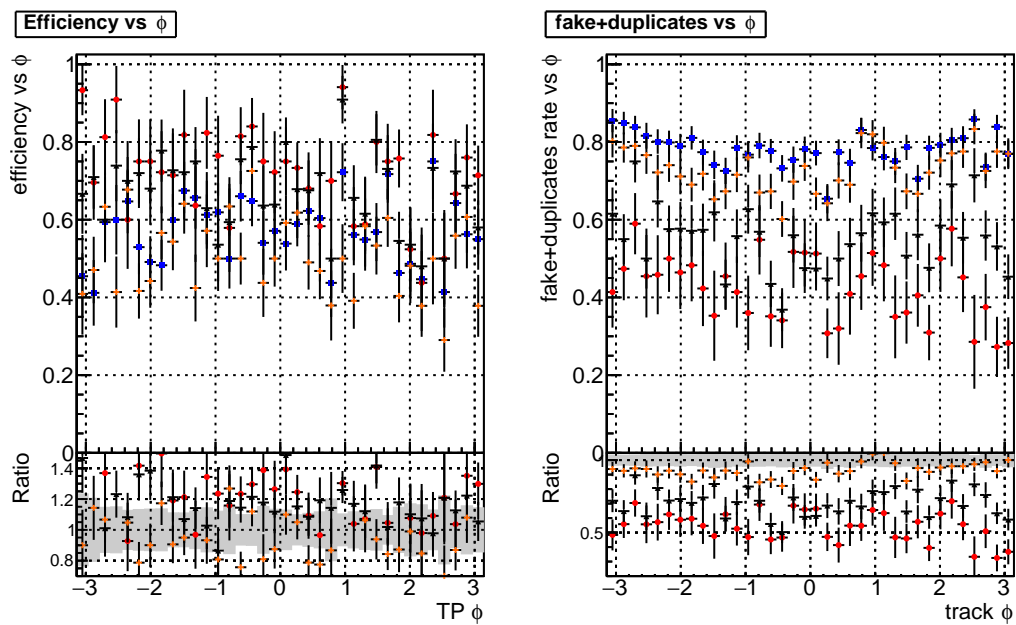 Efficiency vs ϕ
efficiency vs ϕ
1
0.8
0.6
0.4
0.2
0
Ratio
1.4
1.2
1
0.8
−3 −2 −1 0 1 2 3
TP ϕ
fake+duplicates vs ϕ
fake+duplicates rate vs ϕ
1
0.8
0.6
0.4
0.2
0
Ratio
0.5
−3 −2 −1 0 1 2 3
track ϕ